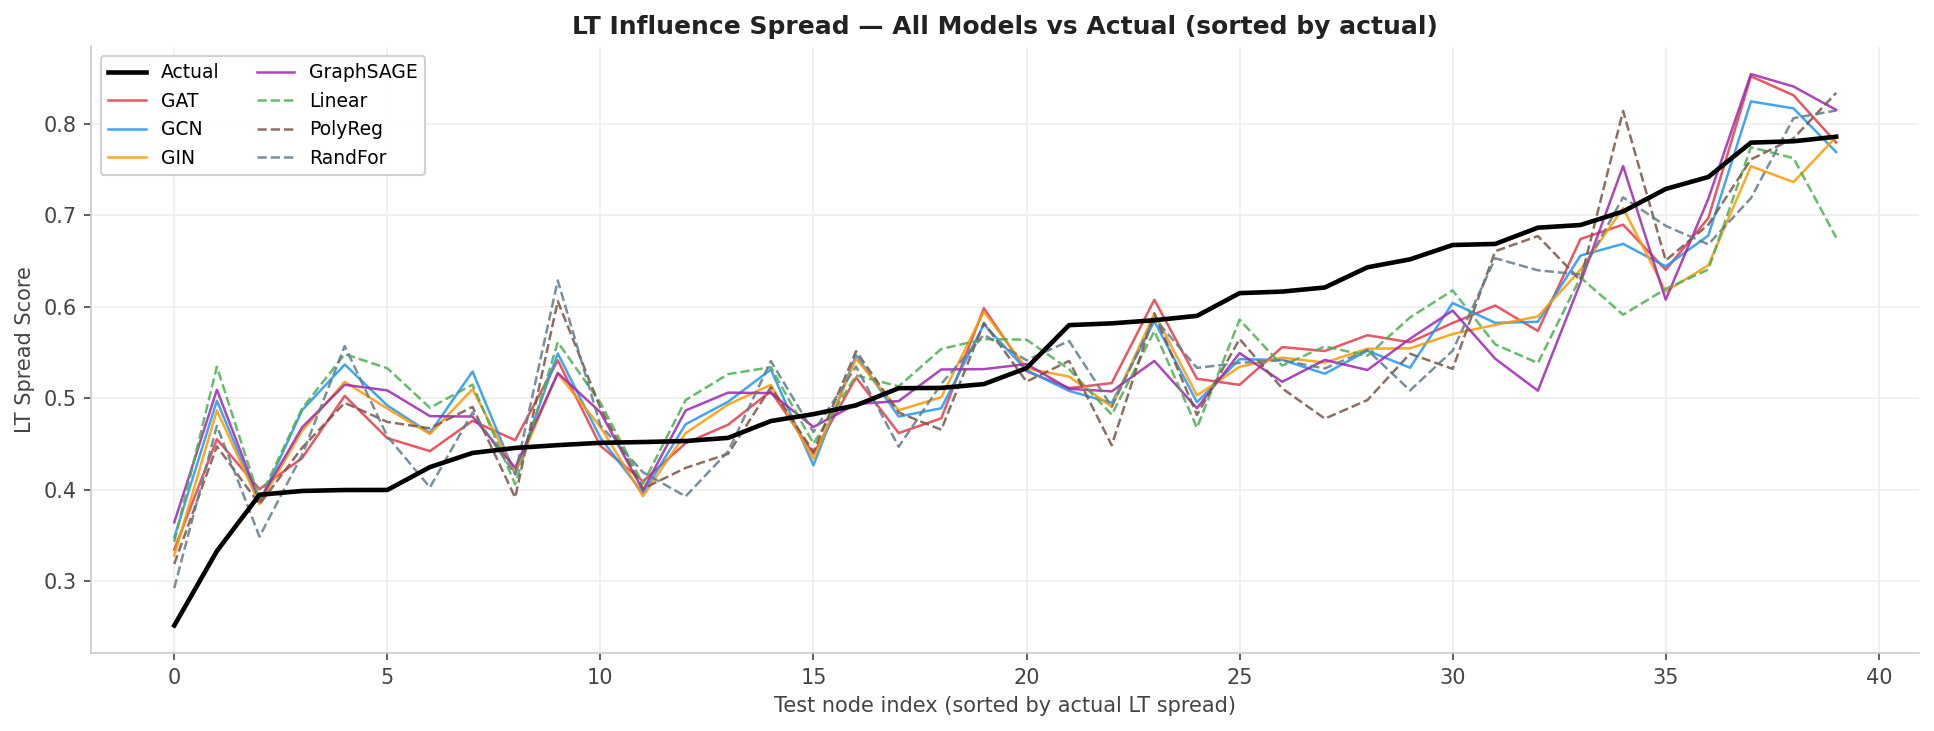 LT Influence Spread — All Models vs Actual (sorted by actual)
Actual
GAT
GCN
GIN
GraphSAGE
Linear
PolyReg
RandFor
LT Spread Score
0.8
0.7
0.6
0.5
0.4
0.3
0 5 10 15 20 25 30 35 40
Test node index (sorted by actual LT spread)